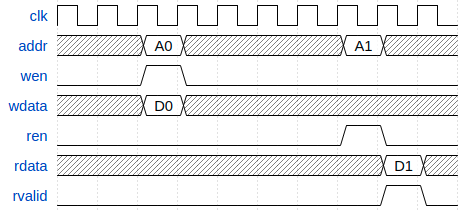 clk
addr A0 A1
wen
wdata D0
ren
rdata D1
rvalid